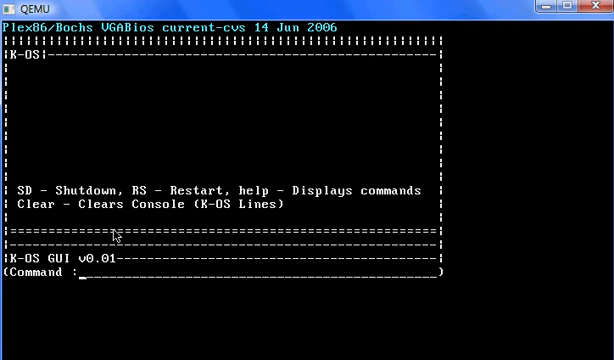 QEMU
Plex86/Bochs VGABios current-cvs 14 Jun 2006
K-OS
SD - Shutdown, RS - Restart, help - Displays commands
Clear - Clears Console (K-OS Lines)
K-OS GUI v0.01
(Command :_)